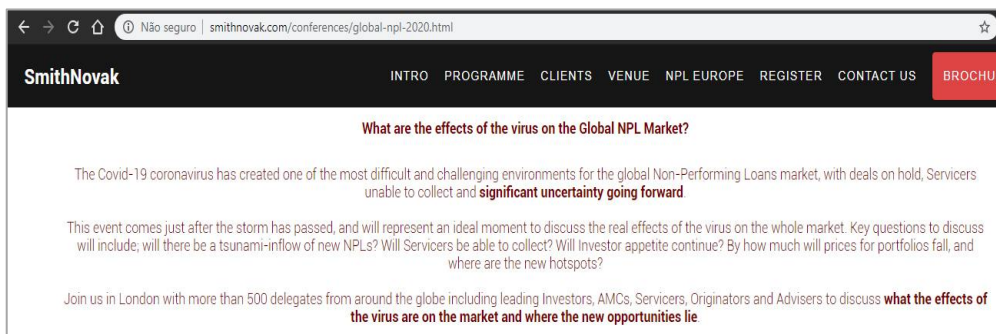 Não seguro | smithnovak.com/conferences/global-npl-2020.html
SmithNovak INTRO PROGRAMME CLIENTS VENUE NPL EUROPE REGISTER CONTACT US BROCHU
What are the effects of the virus on the Global NPL Market?
The Covid-19 coronavirus has created one of the most difficult and challenging environments for the global Non-Performing Loans market, with deals on hold, Servicers
unable to collect and significant uncertainty going forward.
This event comes just after the storm has passed, and will represent an ideal moment to discuss the real effects of the virus on the whole market. Key questions to discuss
will include; will there be a tsunami-inflow of new NPLs? Will Servicers be able to collect? Will Investor appetite continue? By how much will prices for portfolios fall, and
where are the new hotspots?
Join us in London with more than 500 delegates from around the globe including leading Investors, AMCs, Servicers, Originators and Advisers to discuss what the effects of
the virus are on the market and where the new opportunities lie.